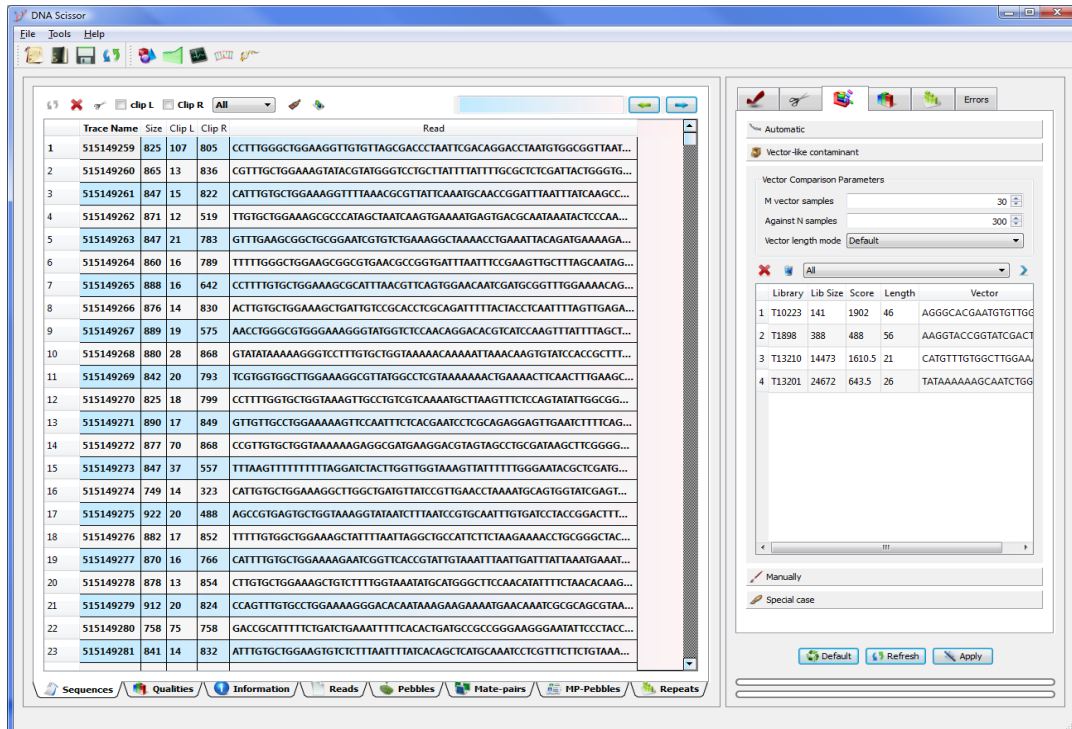 DNA Scissor
File Tools Help
clip L Clip R All
Trace Name Size Clip L Clip R Read
1 515149259 825 107 805 CCTTTGGGCTGGAAGGTTGTGTTAGCGACCCTAATTCGACAGGACCTAATGTGGCGGTTAAT...
2 515149260 865 13 836 CGTTTGCTGGAAAGTATACGTATGGGTCCTGCTTATTTTATTTTGCGCTCTCGATTACTGGGTG...
3 515149261 847 15 822 CATTTGTGCTGGAAAGGTTTTAAACGCGTTATTCAAATGCAACCGGATTTAATTTATCAAGCC...
4 515149262 871 12 519 TTGTGCTGGAAAGCGCCCATAGCTAATCAAGTGAAAATGAGTGACGCAATAAATACTCCCAA...
5 515149263 847 21 783 GTTTGAAGCGGCTGCGGAATCGTGTCTGAAAGGCTAAAACCTGAAATTACAGATGAAAAGA...
6 515149264 860 16 789 TTTTTGGGCTGGAAGCGGCGTGAACGCCGGTGATTTAATTTCCGAAGTTGCTTTAGCAATAG...
7 515149265 888 16 642 CCTTTTGTGCTGGAAAGCGCATTTAACGTTCAGTGGAACAATCGATGCGGTTTGGAAAACAG...
8 515149266 876 14 830 ACTTGTGCTGGAAAGCTGATTGTCCGCACCTCGCAGATTTTTACTACCTCAATTTTAGTTGAGA...
9 515149267 889 19 575 AACCTGGGCGTGGGAAAGGGTATGGTCTCCAACAGGACACGTCATCCAAGTTTATTTTAGCT...
10 515149268 880 28 868 GTATATAAAAAGGGTCCTTTGTGCTGGTAAAAACAAAAATTAAACAAGTGTATCCACCGCTTT...
11 515149269 842 20 793 TCGTGGTGGCTTGGAAAGGCGTTATGGCCTCGTAAAAAAACTGAAAACTTCAACTTTGAAGC...
12 515149270 825 18 799 CCTTTTGGTGCTGGTAAAGTTGCCTGTCGTCAAAATGCTTAAGTTTCTCCAGTATATTGGCGG...
13 515149271 890 17 849 GTTGTTGCCTGGAAAAAGTTCCAATTTCTCACGAATCCTCGCAGAGGAGTTGAATCTTTTCAG...
14 515149272 877 70 868 CCGTTGTGCTGGTAAAAAAGAGGCGATGAAGGACGTAGTAGCCTGCGATAAGCTTCGGGG...
15 515149273 847 37 557 TTTAAGTTTTTTTTTTAGGATCTACTTGGTTGGTAAAGTTATTTTTTGGGAATACGCTCGATG...
16 515149274 749 14 323 CATTGTGCTGGAAAGGCTTGGCTGATGTTATCCGTTGAACCTAAAATGCAGTGGTATCGAGT...
17 515149275 922 20 488 AGCCGTGAGTGCTGGTAAAGGTATAATCTTTAATCCGTGCAATTTGTGATCCTACCGGACTTT...
18 515149276 882 17 852 TTTTTGTGGCTGGAAAGCTATTTTAATTAGGCTGCCATTCTTCTAAGAAAACCTGCGGGCTAC...
19 515149277 870 16 766 CATTTTGTGCTGGAAAAGAATCGGTTCACCGTATTGTAAATTTAATTGATTTATTAAATGAAAT...
20 515149278 878 13 854 CTTGTGCTGGAAAGCTGTCTTTTGGTAAATATGCATGGGCTTCCAACATATTTTCTAACACAAG...
21 515149279 912 20 824 CCAGTTTGTGCCTGGAAAAGGGACACAATAAAGAAGAAAATGAACAAATCGCGCAGCGTAA...
22 515149280 758 75 758 GACCGCATTTTTCTGATCTGAAATTTTTCACACTGATGCCGCCGGGAAGGGAATATTCCCTACC...
23 515149281 841 14 832 ATTTGTGCTGGAAGTGTCTCTTTAATTTTATCACAGCTCATGCAAATCCTCGTTTCTTCTGTAAA...
Sequences Qualities Information Reads Pebbles Mate-pairs MP-Pebbles Repeats
Errors
Automatic
Vector-like contaminant
Vector Comparison Parameters
M vector samples 30
Against N samples 300
Vector length mode Default
All
Library Lib Size Score Length Vector
1 T10223 141 1902 46 AGGGCACGAATGTGTTGG
2 T1898 388 488 56 AAGGTACCGGTATCGACT
3 T13210 14473 1610.5 21 CATGTTTGTGGCTTGGAA
4 T13201 24672 643.5 26 TATAAAAAAGCAATCTGG
Manually
Special case
Default Refresh Apply